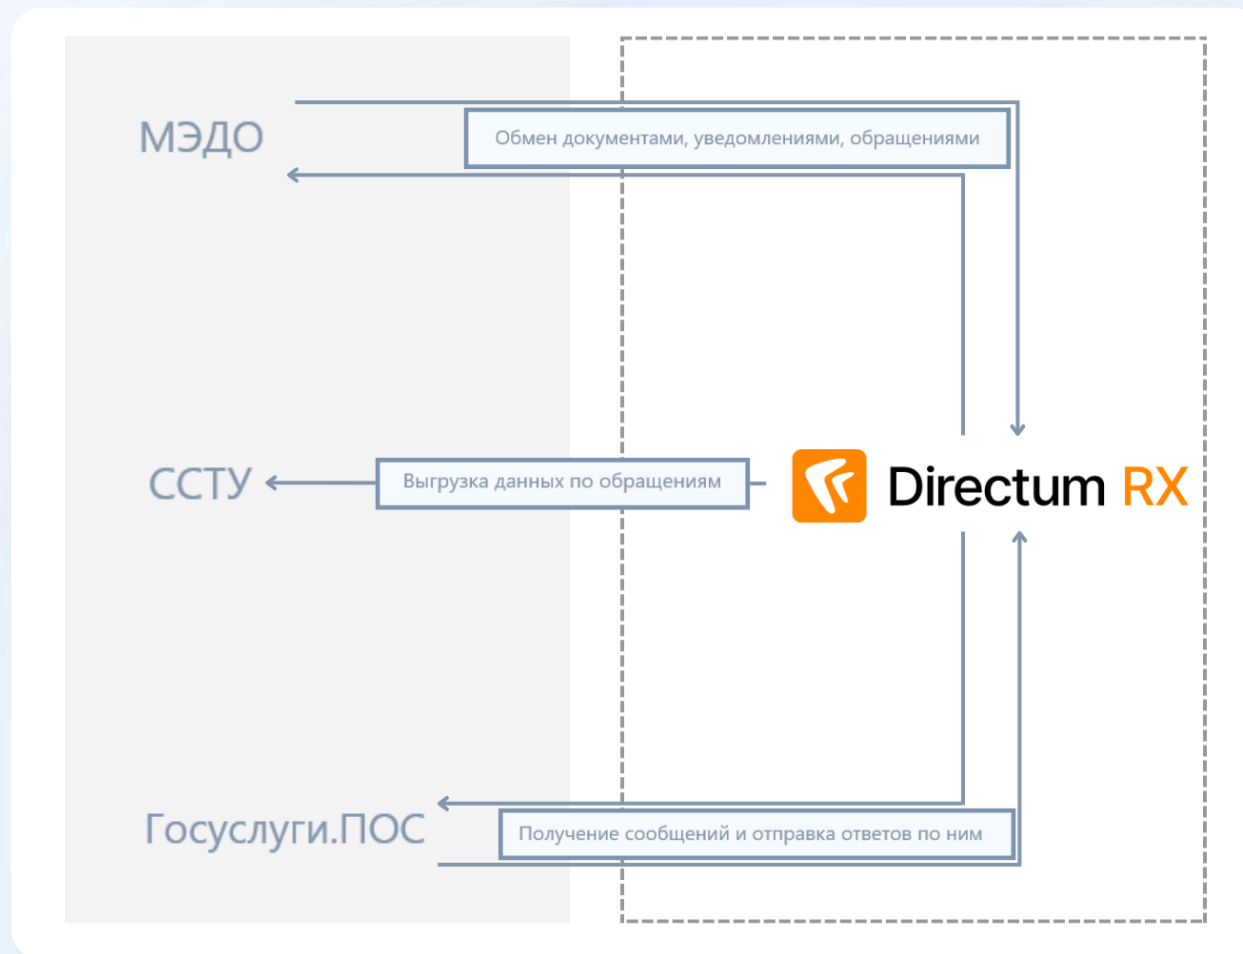 МЭДО
Обмен документами, уведомлениями, обращениями
ССТУ
Выгрузка данных по обращениям
Directum RX
Госуслуги.ПОС
Получение сообщений и отправка ответов по ним